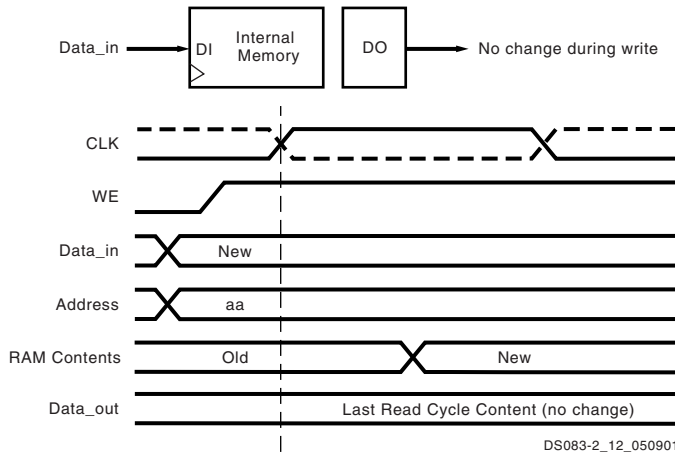 Data_in
DI
Internal
Memory
DO
No change during write
CLK
WE
Data_in
New
Address
aa
RAM Contents
Old
New
Data_out
Last Read Cycle Content (no change)
DS083-2_12_050901